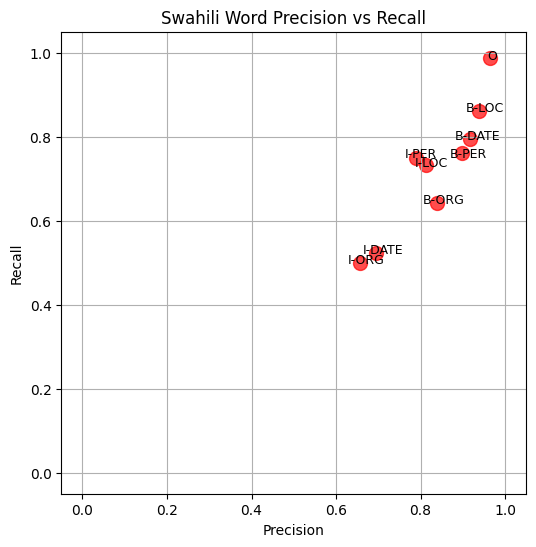 Swahili Word Precision vs Recall
1.0
0.8
0.6
0.4
0.2
0.0
Recall
O
B-LOC
B-DATE
I-PER
B-PER
I-LOC
B-ORG
I-DATE
I-ORG
0.0 0.2 0.4 0.6 0.8 1.0
Precision